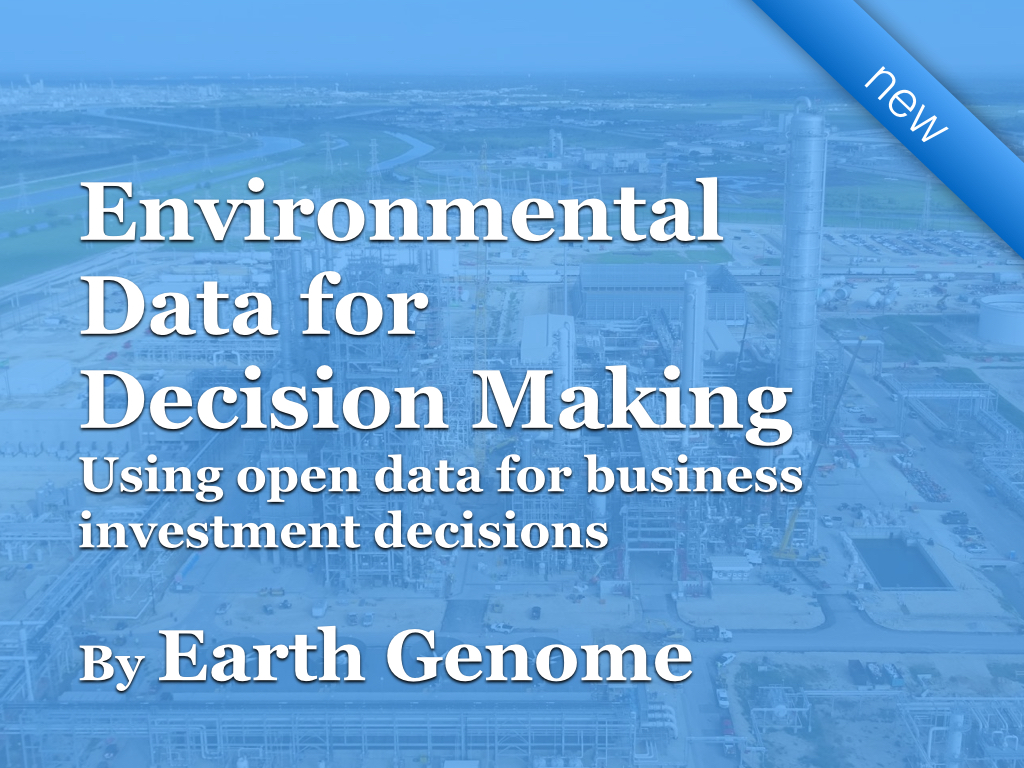 new
Environmental
Data for
Decision Making
Using open data for business
investment decisions
By Earth Genome